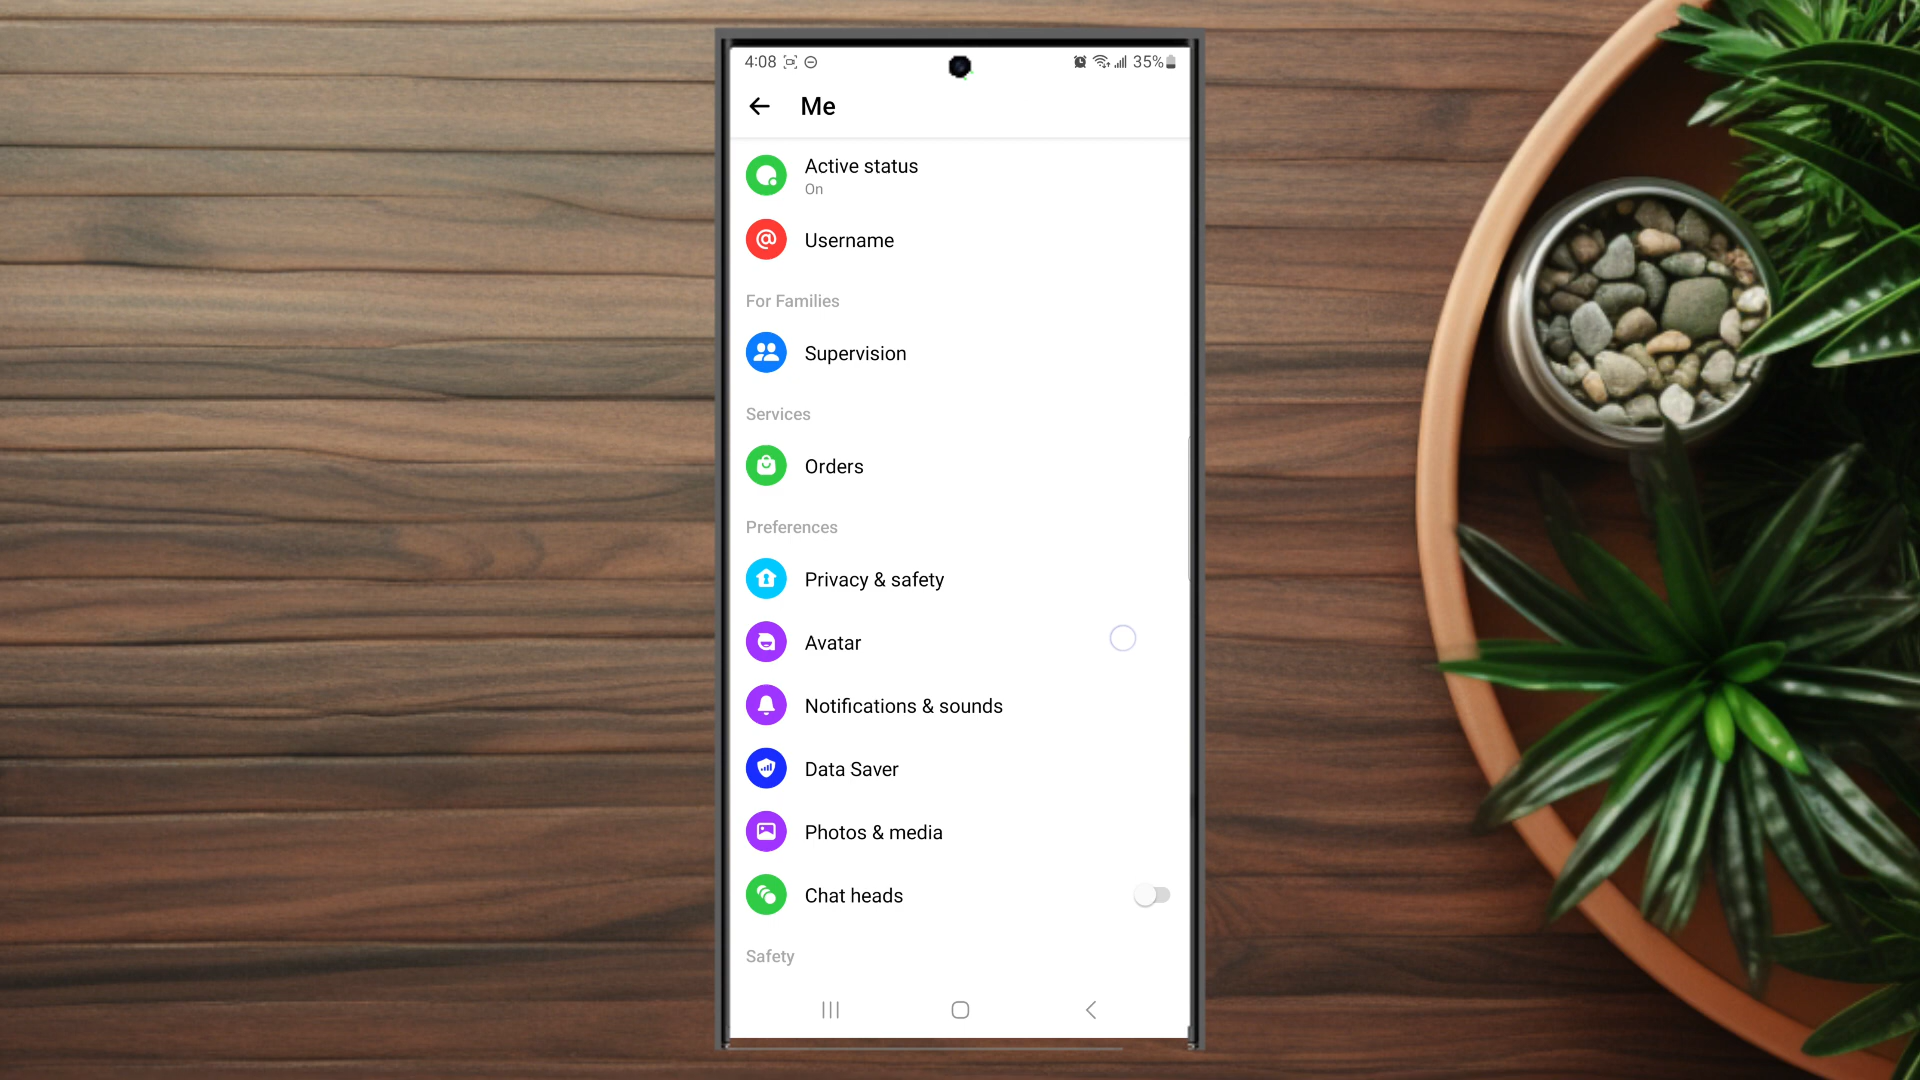 4:08
35%
Me
Active status
On
Username
For Families
Supervision
Services
Orders
Preferences
Privacy & safety
Avatar
Notifications & sounds
Data Saver
Photos & media
Chat heads
Safety